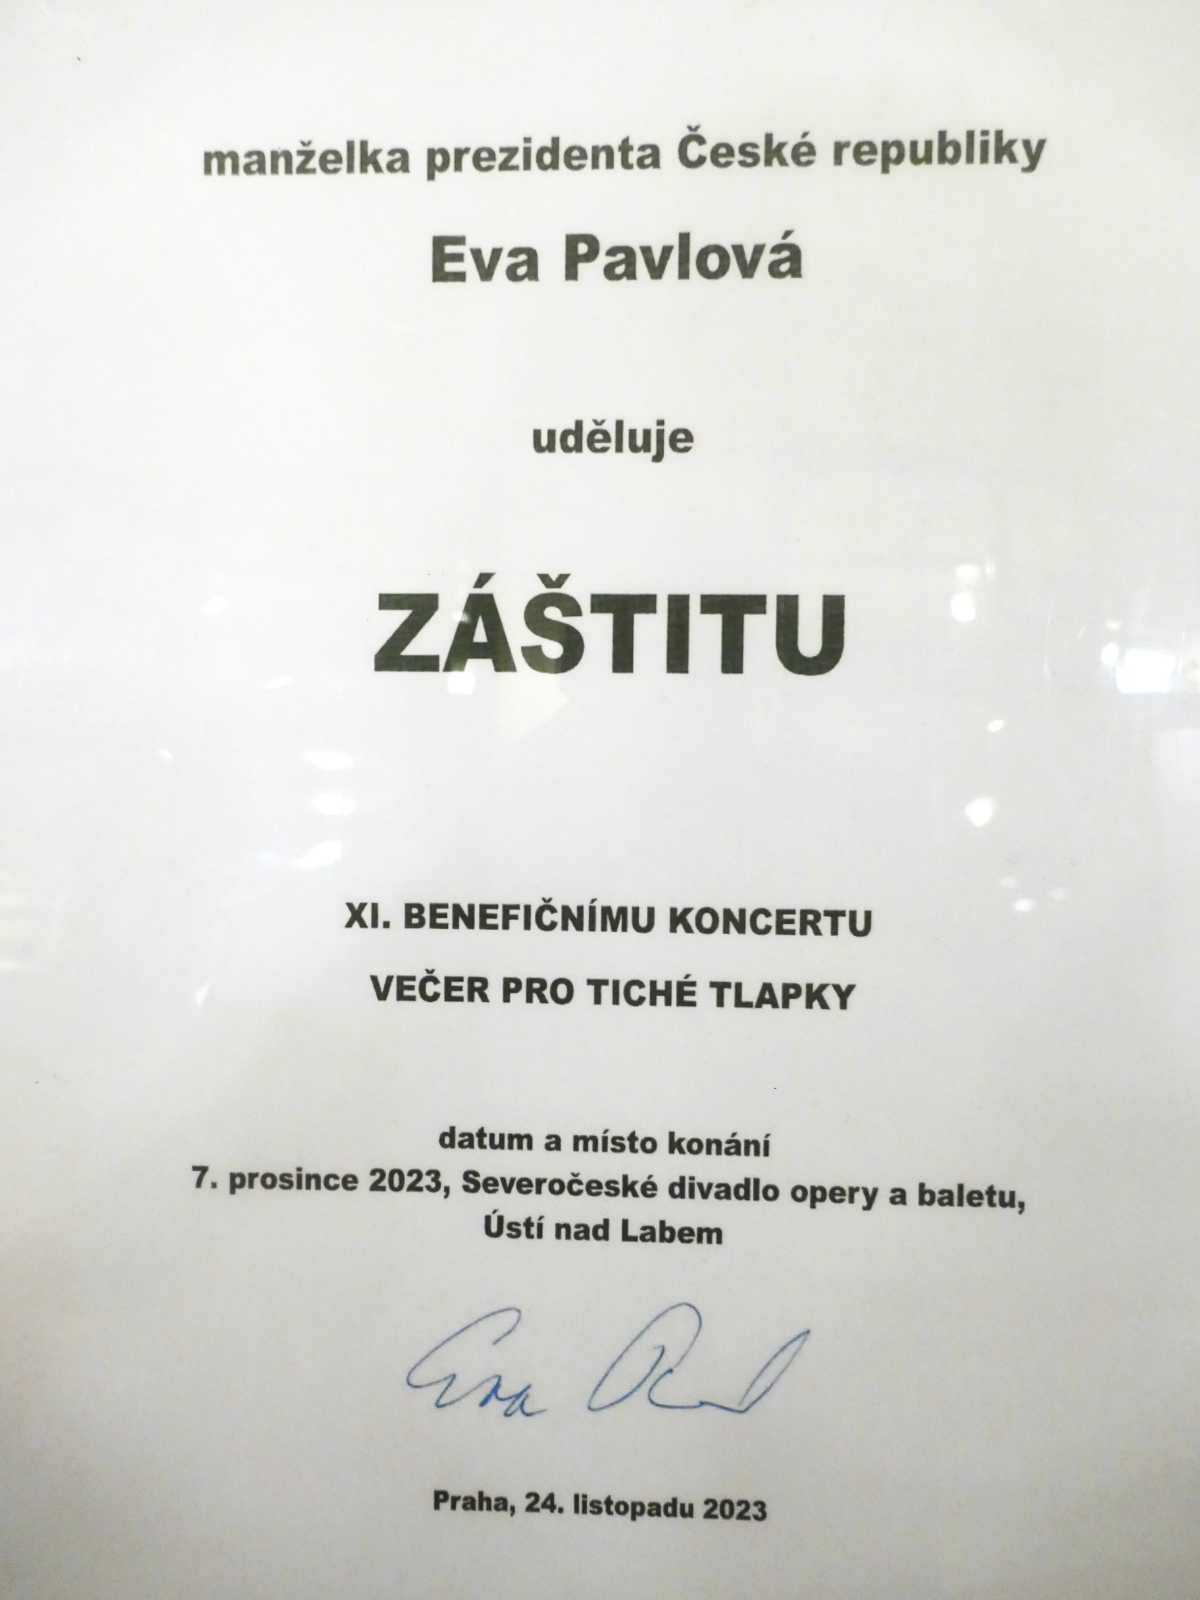 manželka prezidenta České republiky
Eva Pavlová
uděluje
ZÁŠTITU
XI. BENEFIČNÍMU KONCERTU
VEČER PRO TICHÉ TLAPKY
datum a místo konání
7. prosince 2023, Severočeské divadlo opery a baletu,
Ústí nad Labem
Eva
Praha, 24. listopadu 2023